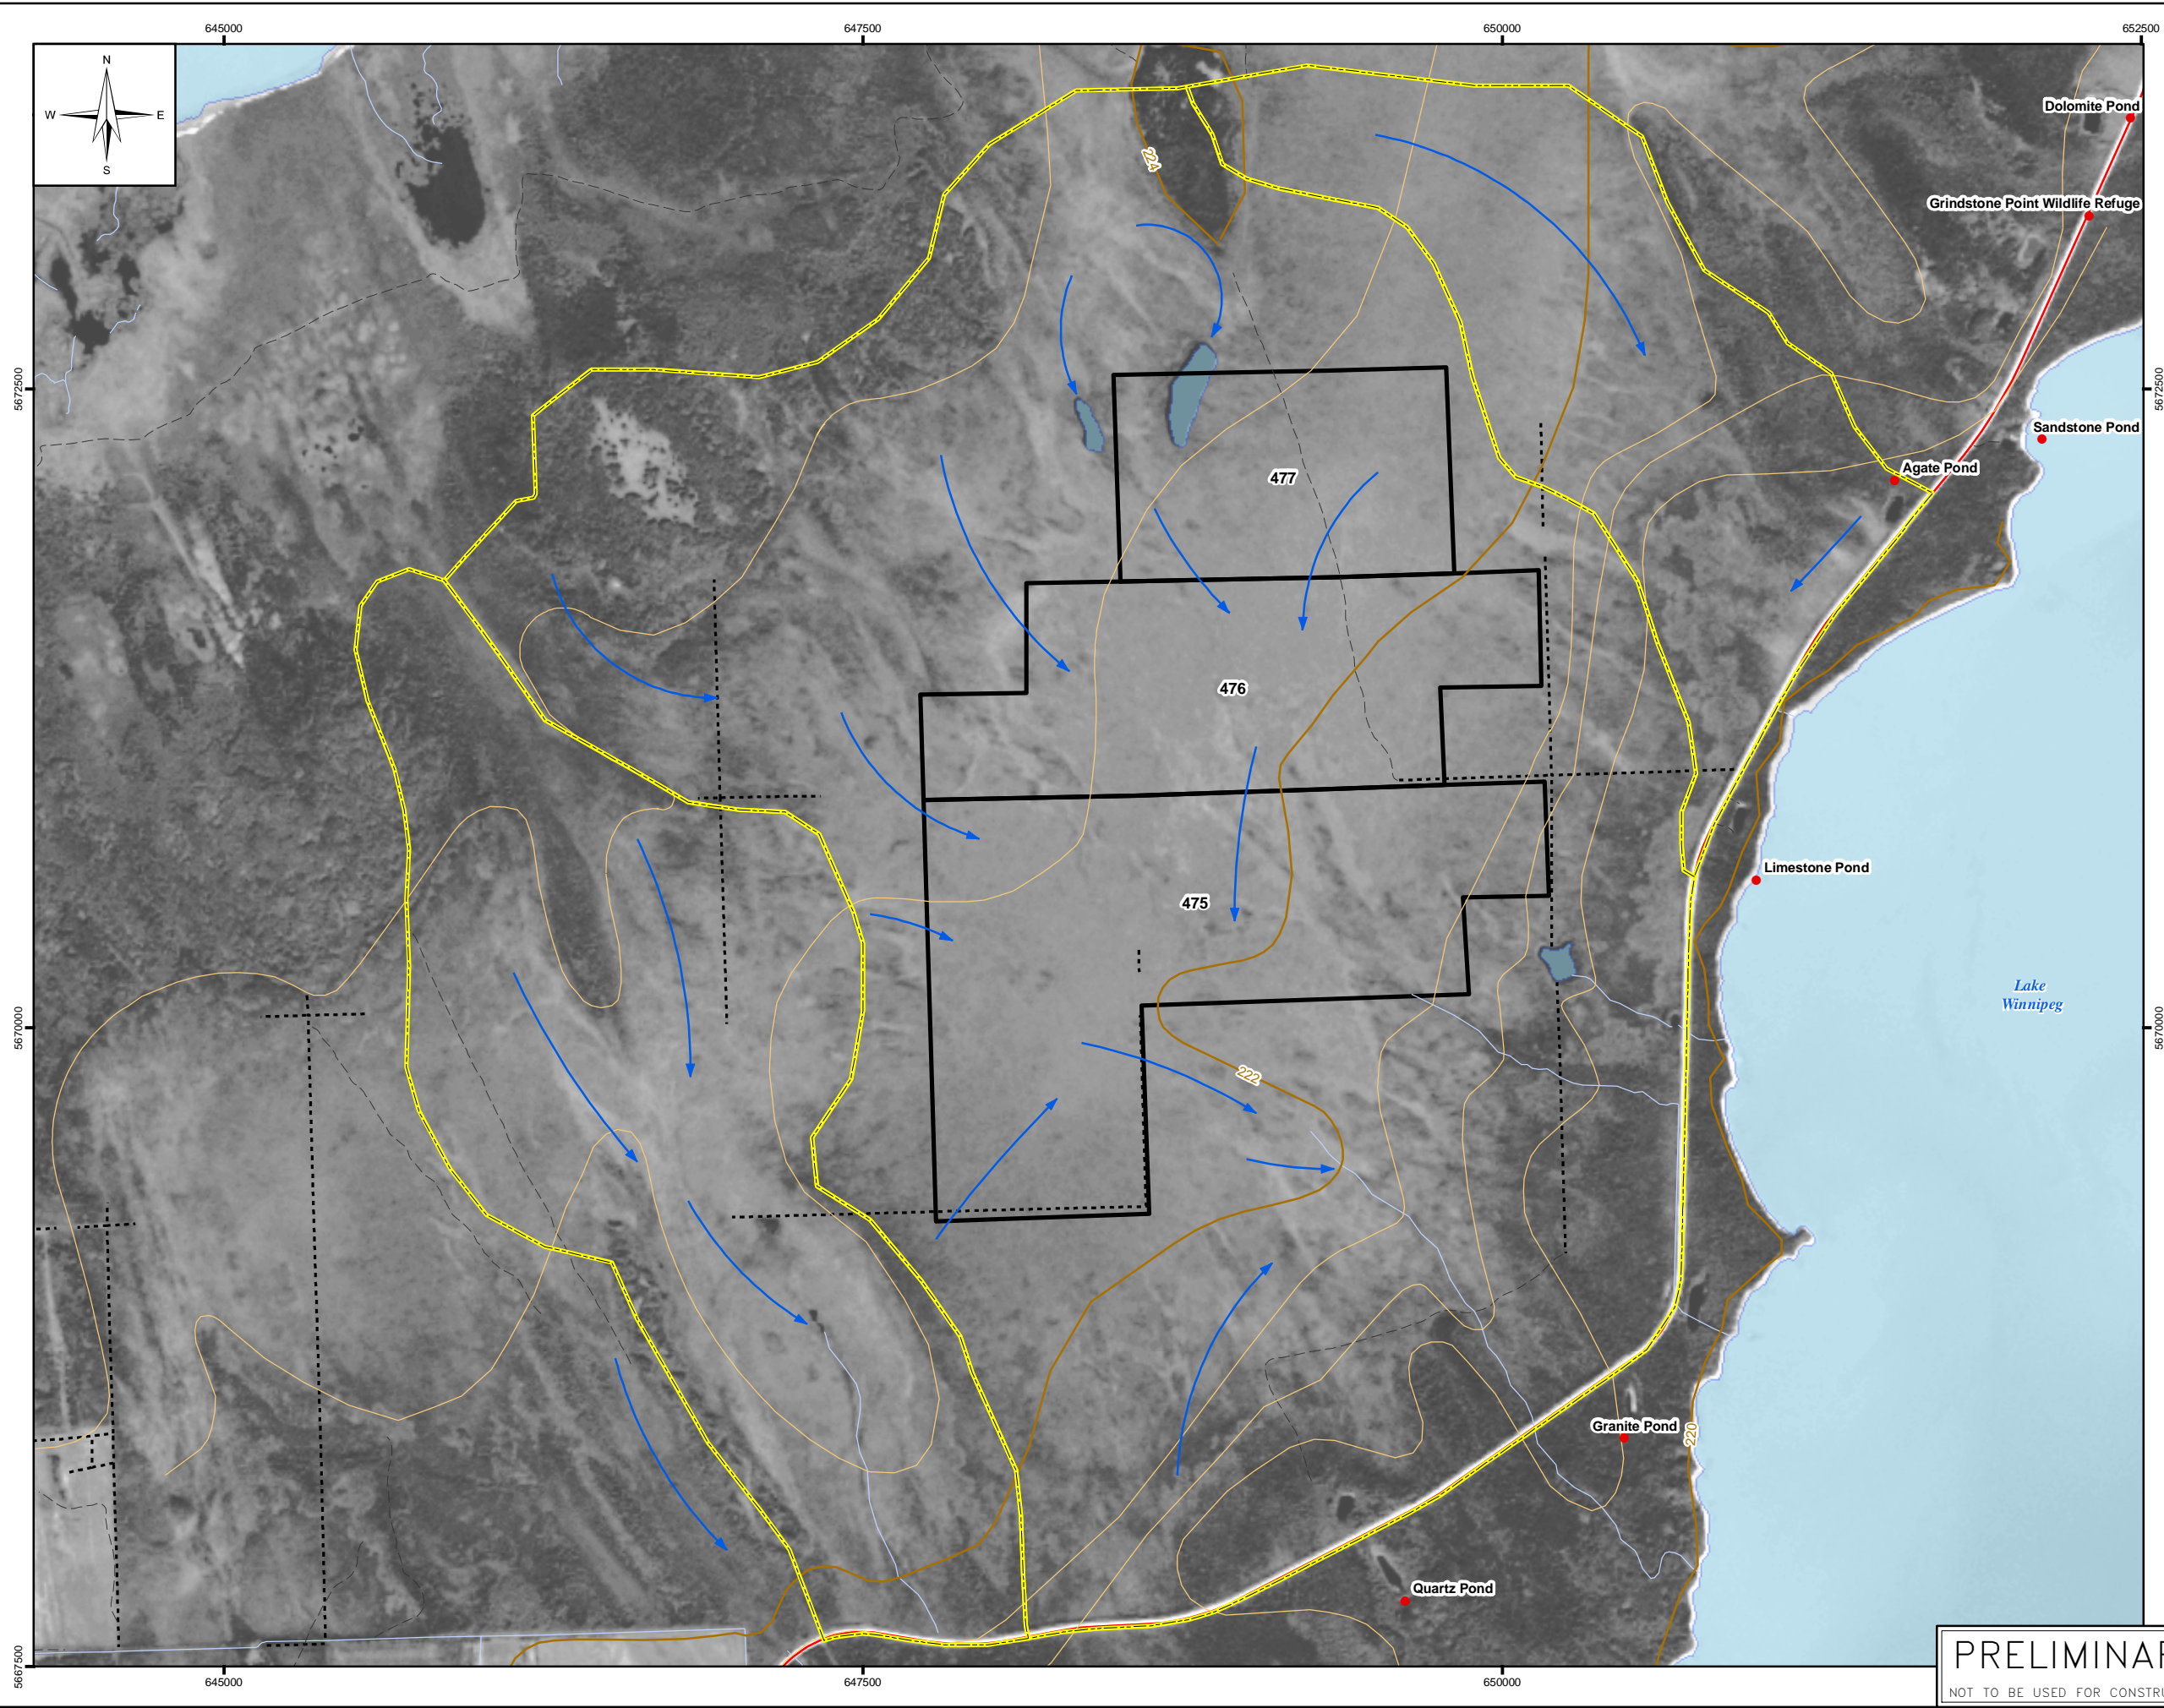 645000
647500
650000
652500
N
W
E
S
Dolomite Pond
224
Grindstone Point Wildlife Refuge
5672500
5672500
Sandstone Pond
Agate Pond
477
476
Limestone Pond
475
Lake
Winnipeg
5670000
5670000
222
Granite Pond
220
Quartz Pond
5667500
645000
647500
650000
PRELIMINAR
NOT TO BE USED FOR CONSTRU